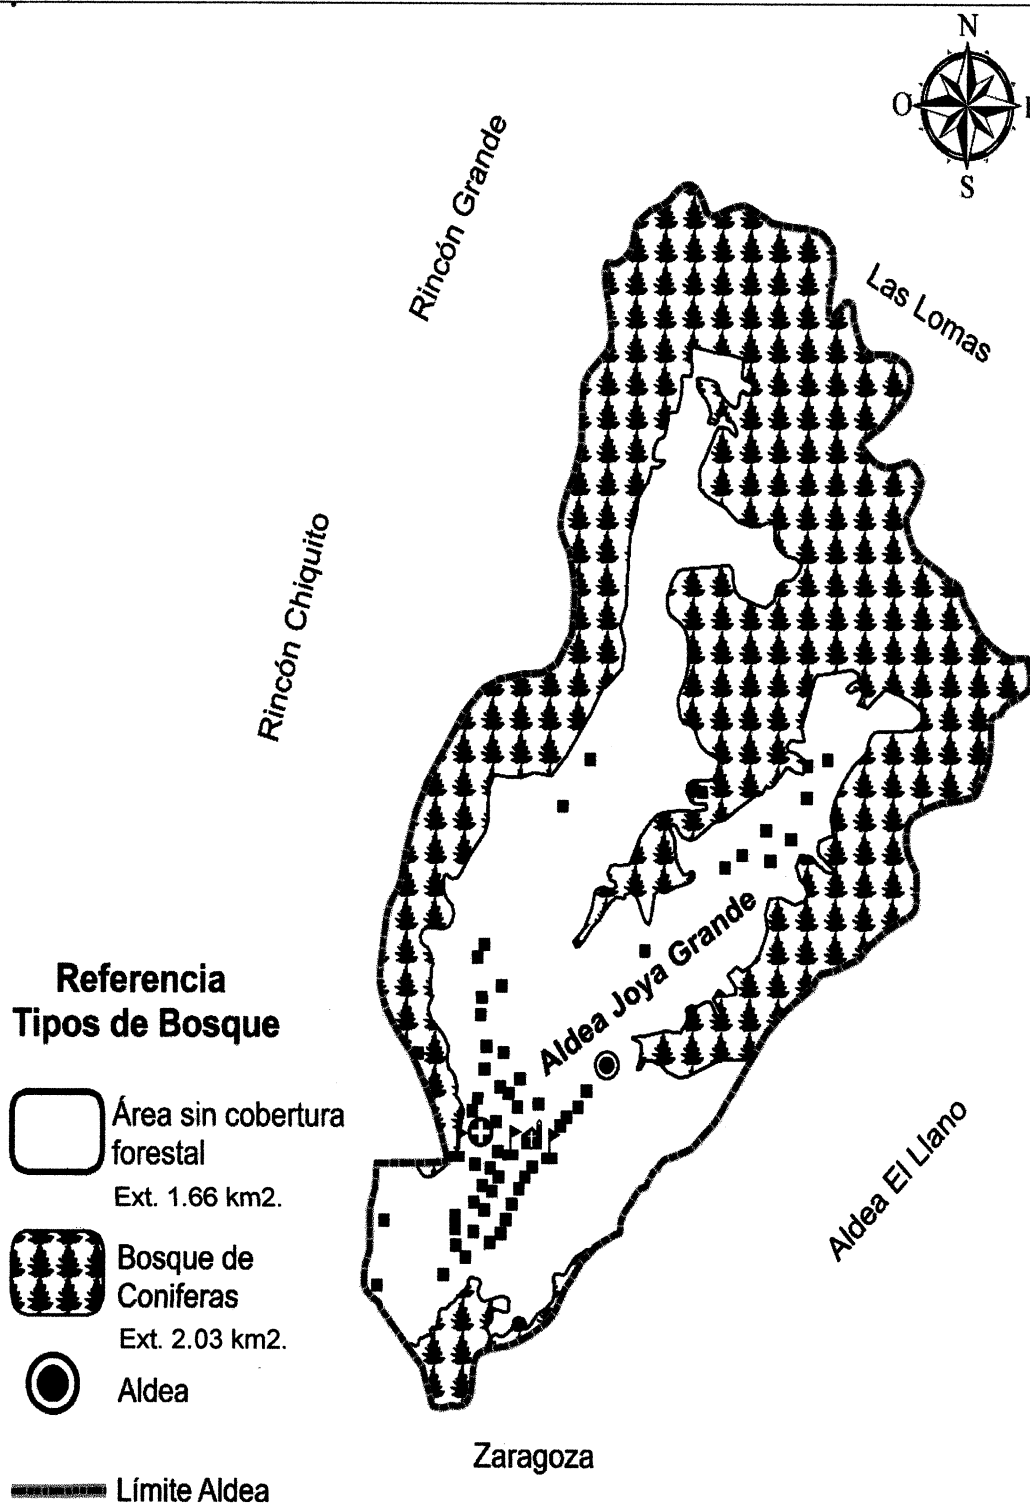 N
O
S
Rincón Grande
Las Lomas
Rincón Chiquito
Aldea Joya Grande
Aldea El Llano
Zaragoza
Referencia
Tipos de Bosque
Área sin cobertura
forestal
Ext. 1.66 km2.
Bosque de
Coniferas
Ext. 2.03 km2.
Aldea
Límite Aldea